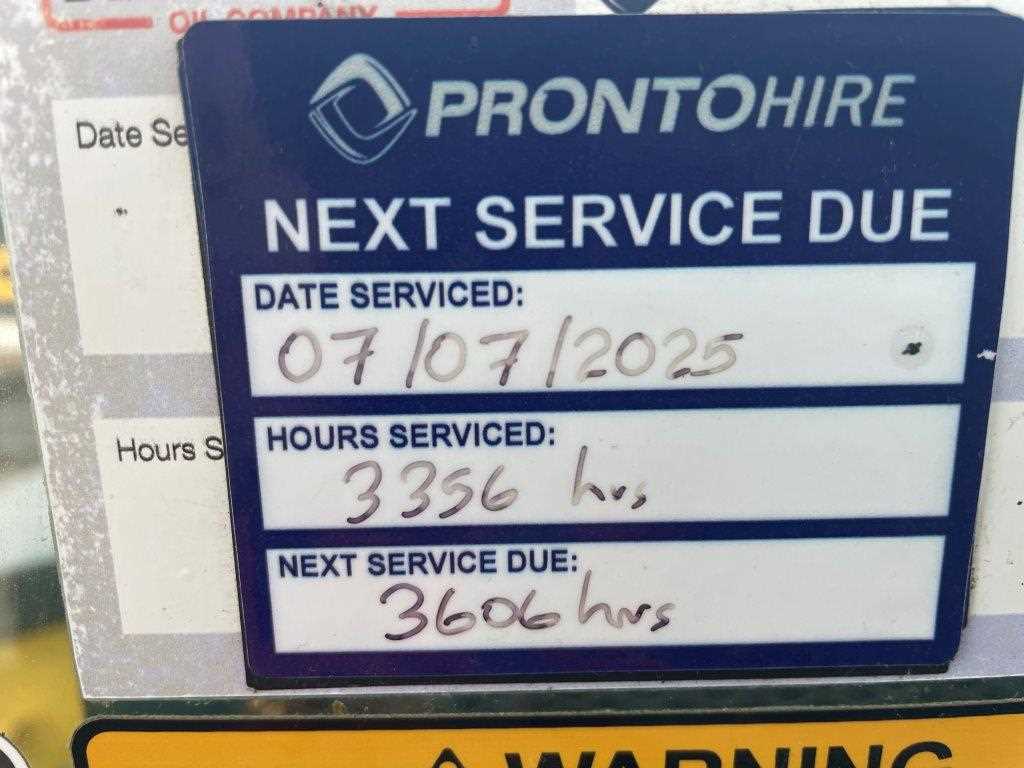 OIL COMPANY
PRONTOHIRE
Date Se
NEXT SERVICE DUE
DATE SERVICED:
07/07/2025
Hours S
HOURS SERVICED:
3356 hrs
NEXT SERVICE DUE:
3606 hrs
WARNING